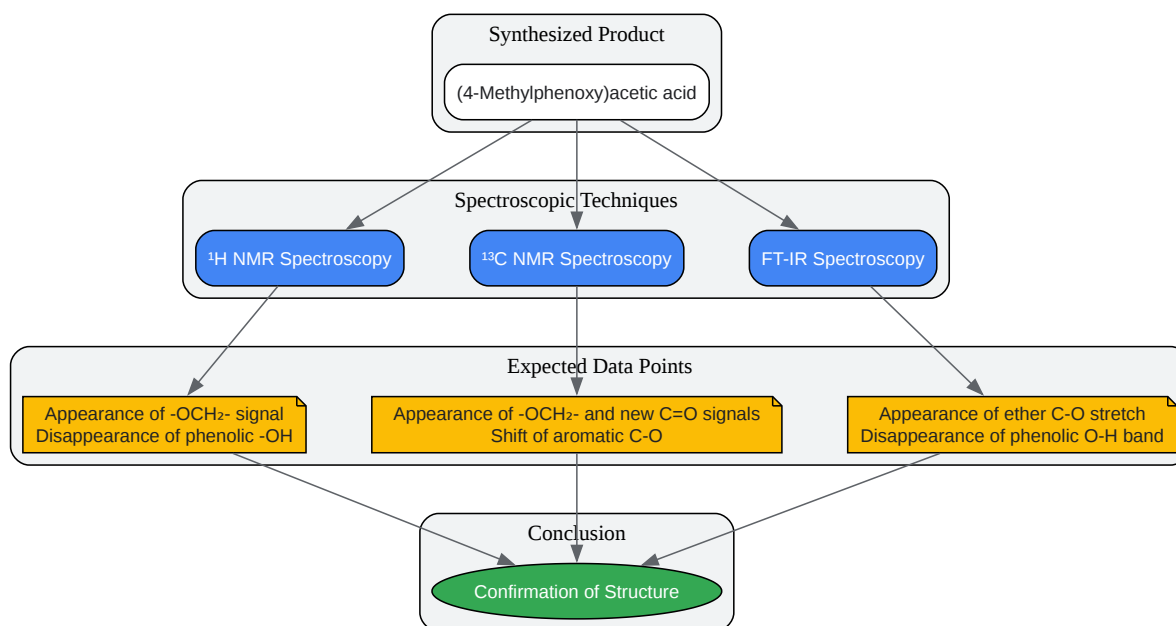 Synthesized Product
(4-Methylphenoxy)acetic acid
Spectroscopic Techniques
¹H NMR Spectroscopy
¹³C NMR Spectroscopy
FT-IR Spectroscopy
Expected Data Points
Appearance of -OCH₂- signal
Disappearance of phenolic -OH
Appearance of -OCH₂- and new C=O signals
Shift of aromatic C-O
Appearance of ether C-O stretch
Disappearance of phenolic O-H band
Conclusion
Confirmation of Structure